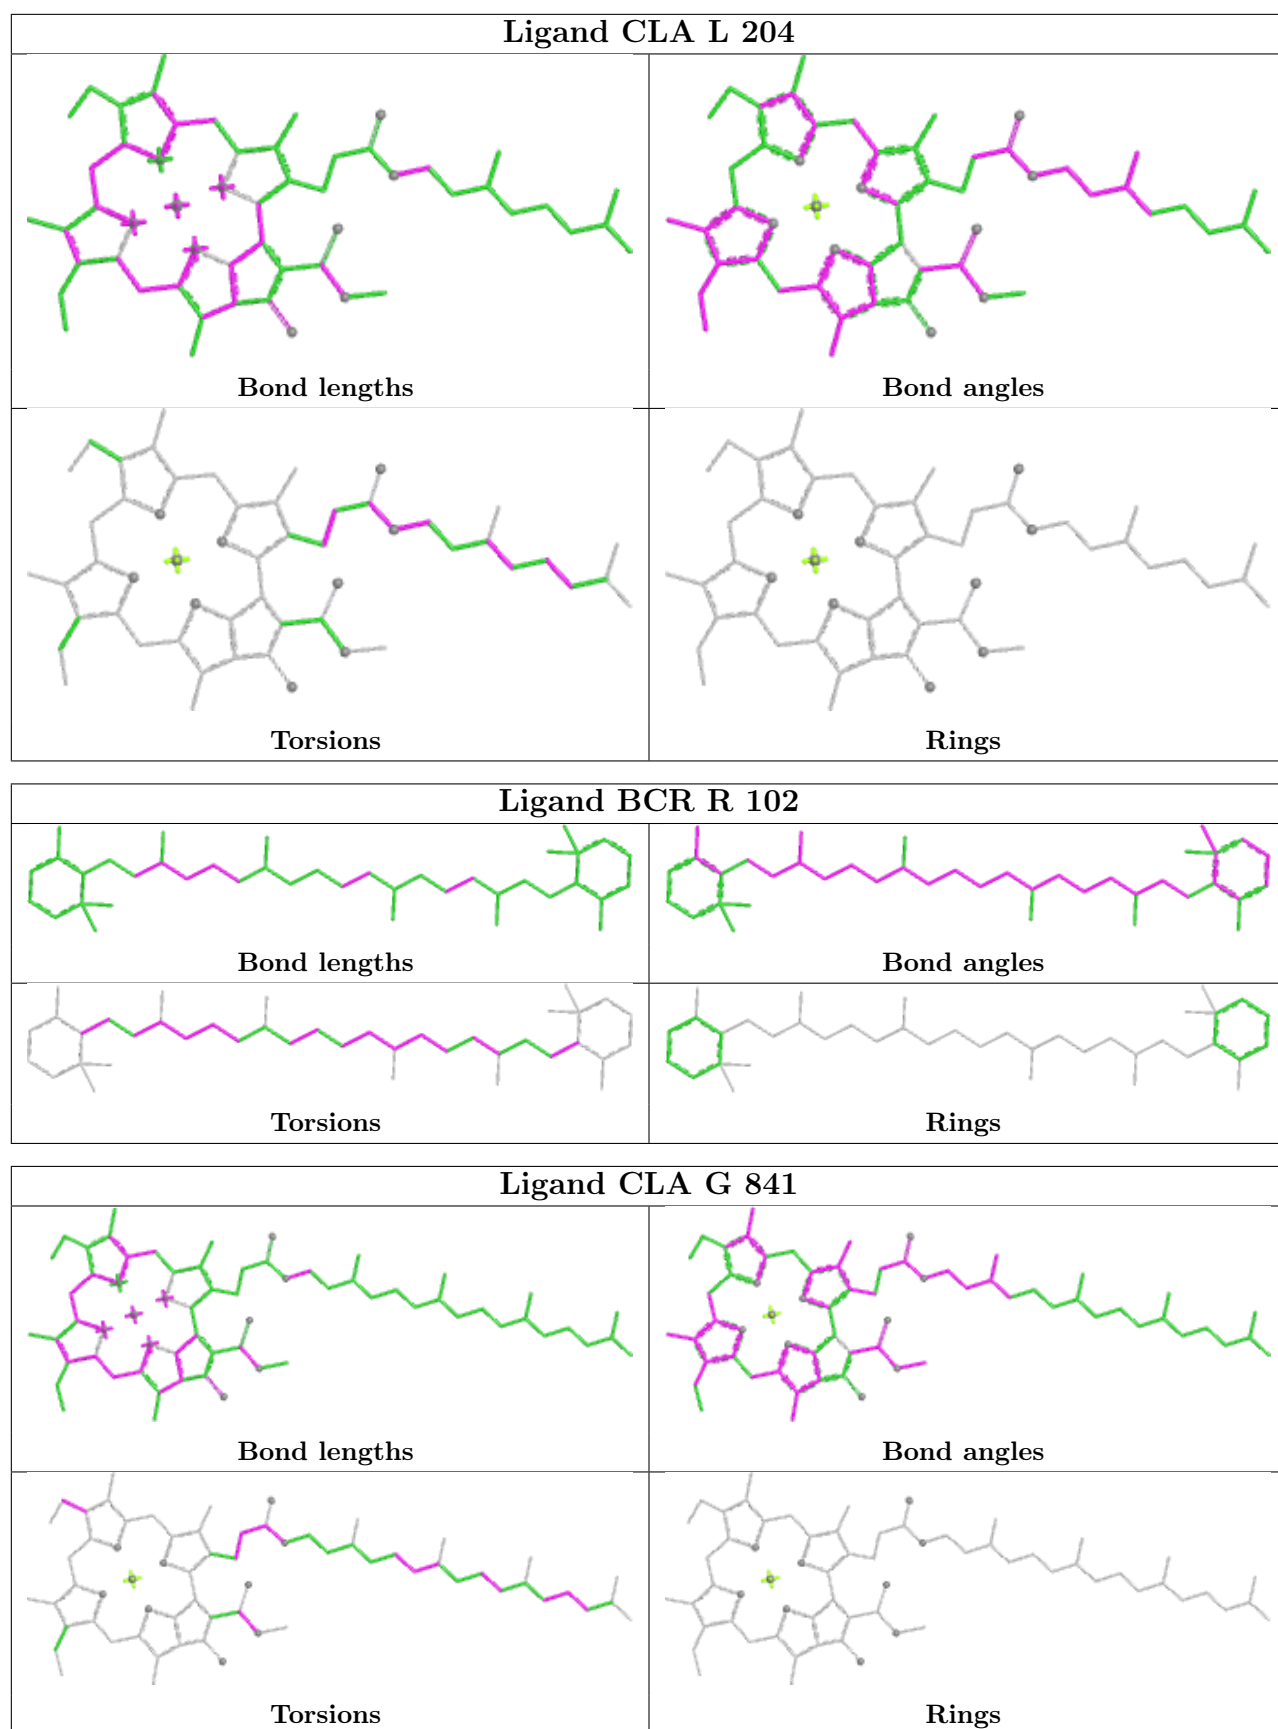 Ligand CLA L 204
Bond lengths
Bond angles
Torsions
Rings
Ligand BCR R 102
Bond lengths
Bond angles
Torsions
Rings
Ligand CLA G 841
Bond lengths
Bond angles
Torsions
Rings